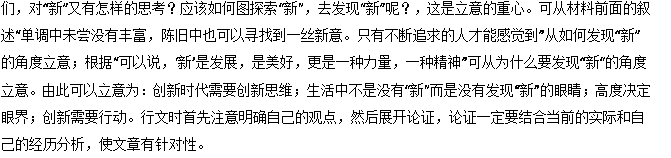 们，对“新”又有怎样的思考？应该如何图探索“新”，去发现“新”呢？，这是立意的重心。可从材料前面的叙
述“单调中未尝没有丰富，陈旧中也可以寻找到一丝新意。只有不断追求的人才能感觉到”从如何发现“新”
的角度立意；根据“可以说，‘新’是发展，是美好，更是一种力量，一种精神”可从为什么要发现“新”的角度
立意。由此可以立意为：创新时代需要创新思维；生活中不是没有“新”而是没有发现“新”的眼睛；高度决定
眼界；创新需要行动。行文时首先注意明确自己的观点，然后展开论证，论证一定要结合当前的实际和自
己的经历分析，使文章有针对性。